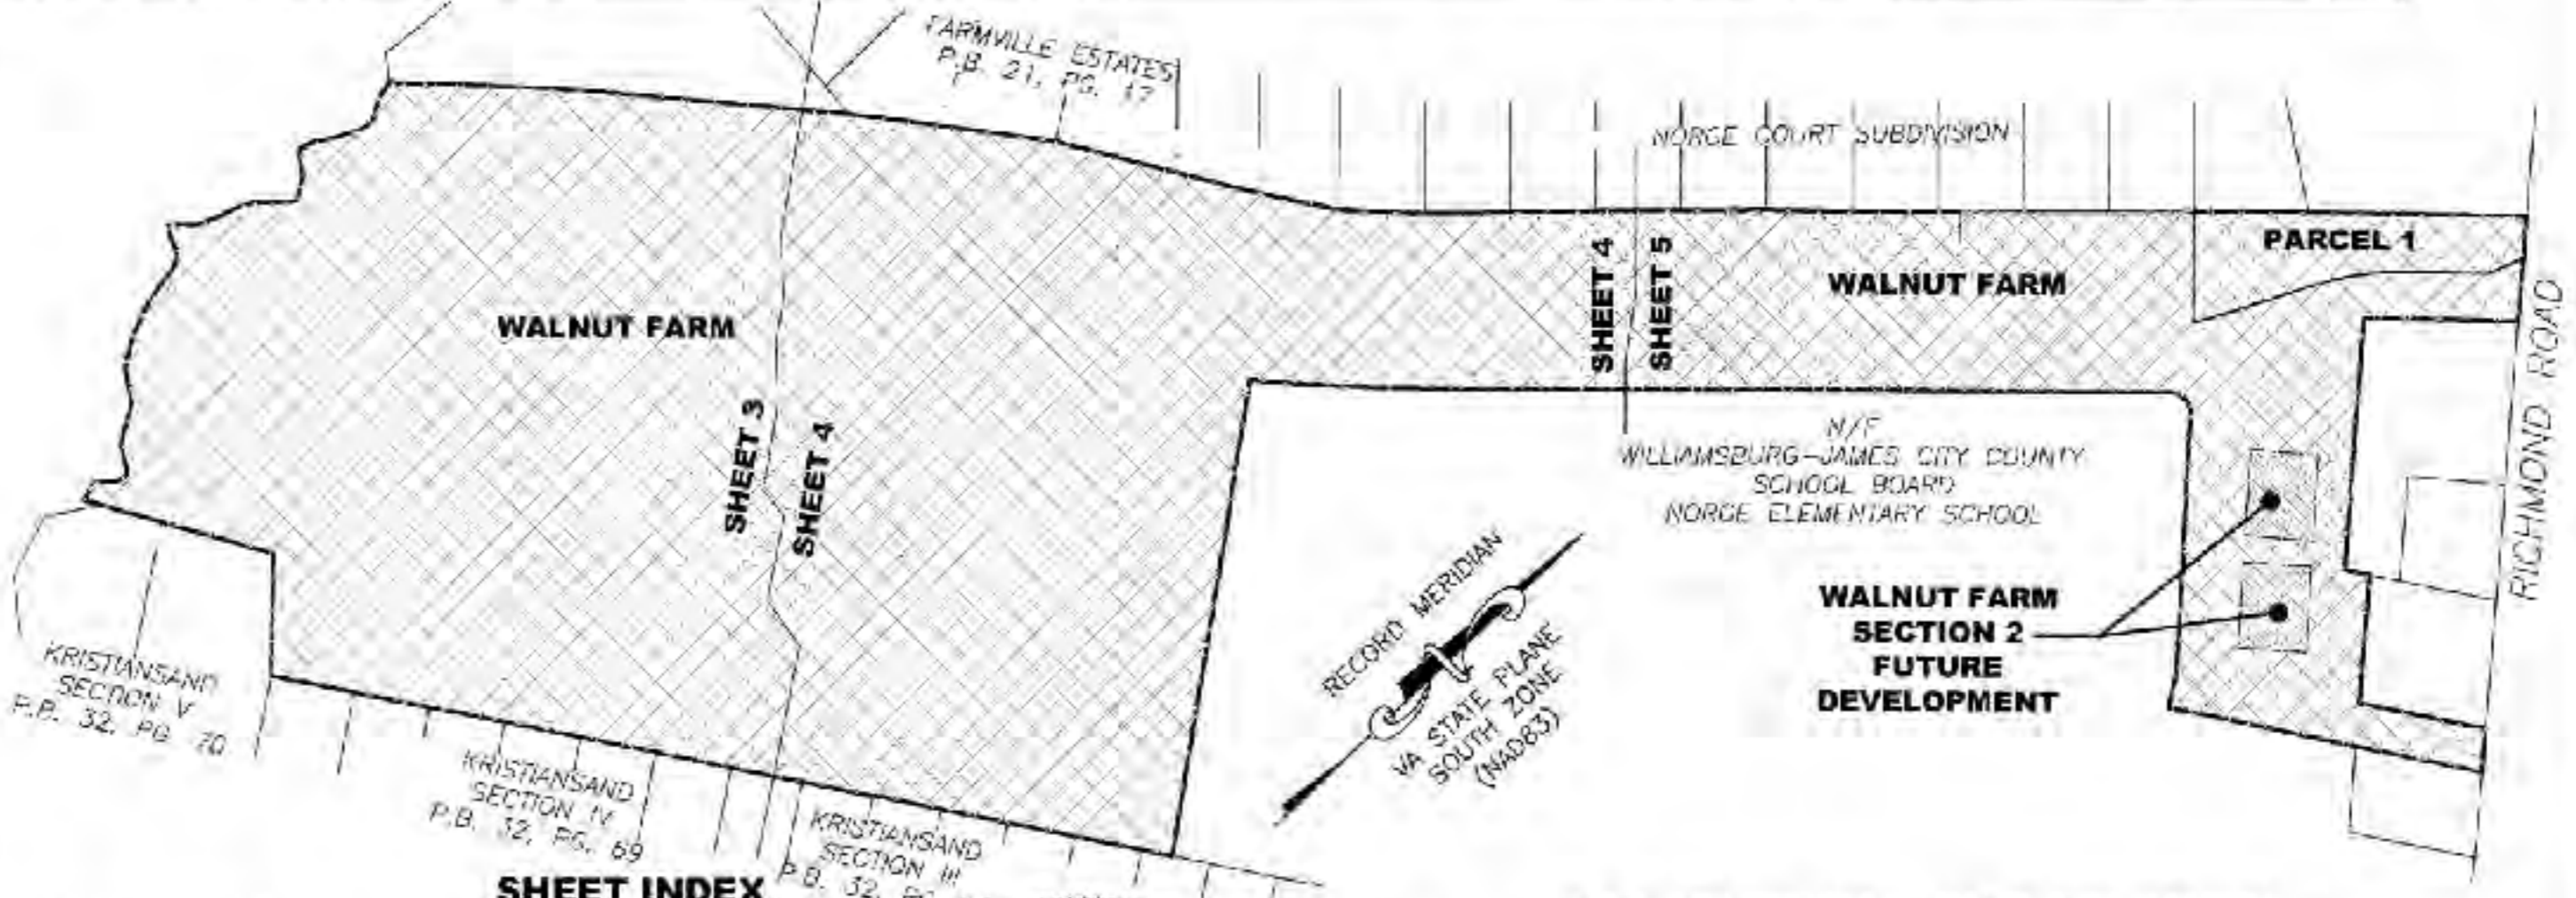 FARMVILLE ESTATES
P.B. 21, PG. 17
NORGE COURT SUBDIVISION
PARCEL 1
WALNUT FARM
WALNUT FARM
SHEET 4
SHEET 5
RICHMOND ROAD
SHEET 3
SHEET 4
N/F
WILLIAMSBURG-JAMES CITY COUNTY
SCHOOL BOARD
NORGE ELEMENTARY SCHOOL
RECORD MERIDIAN
VA STATE PLANE
SOUTH ZONE
(NAD83)
WALNUT FARM
SECTION 2
FUTURE
DEVELOPMENT
KRISTIANSAND
SECTION V
P.B. 32, PG 70
KRISTIANSAND
SECTION IV
P.B. 32, PG. 69
KRISTIANSAND
SECTION III
P.B. 32,
SHEET INDEX